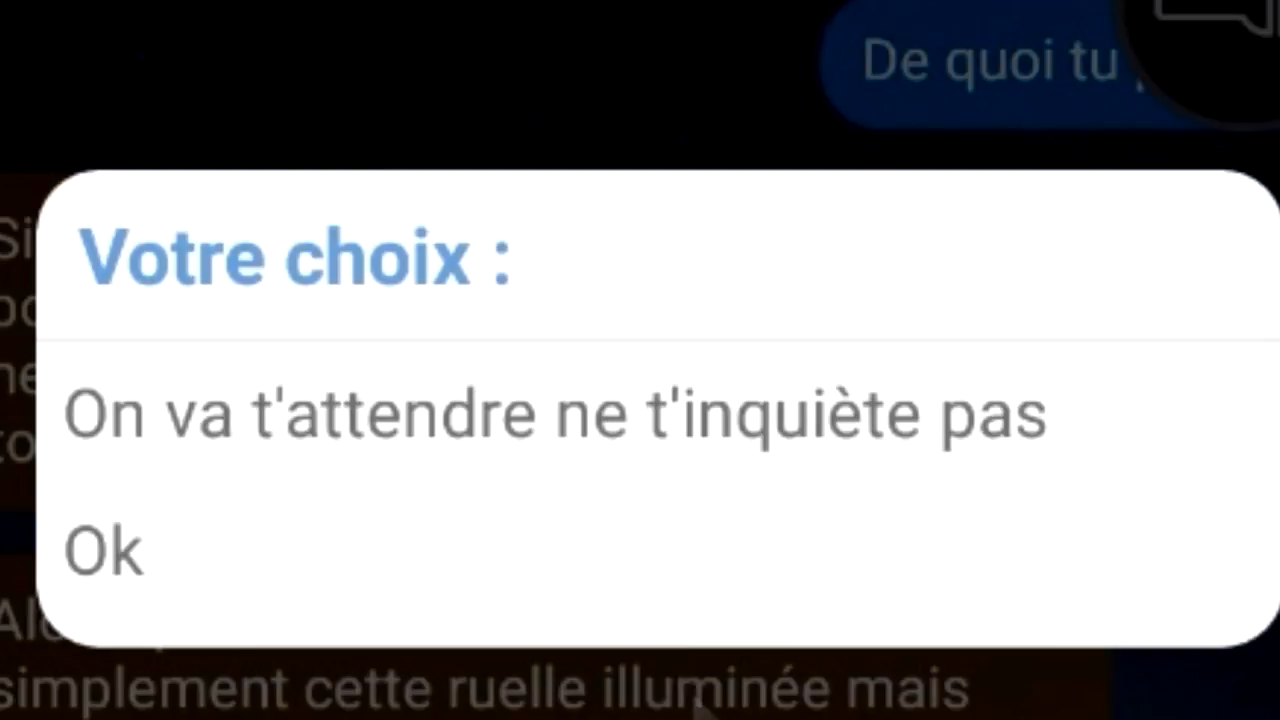 De quoi tu
Votre choix :
On va t'attendre ne t'inquiète pas
Ok
simplement cette ruelle illuminée mais